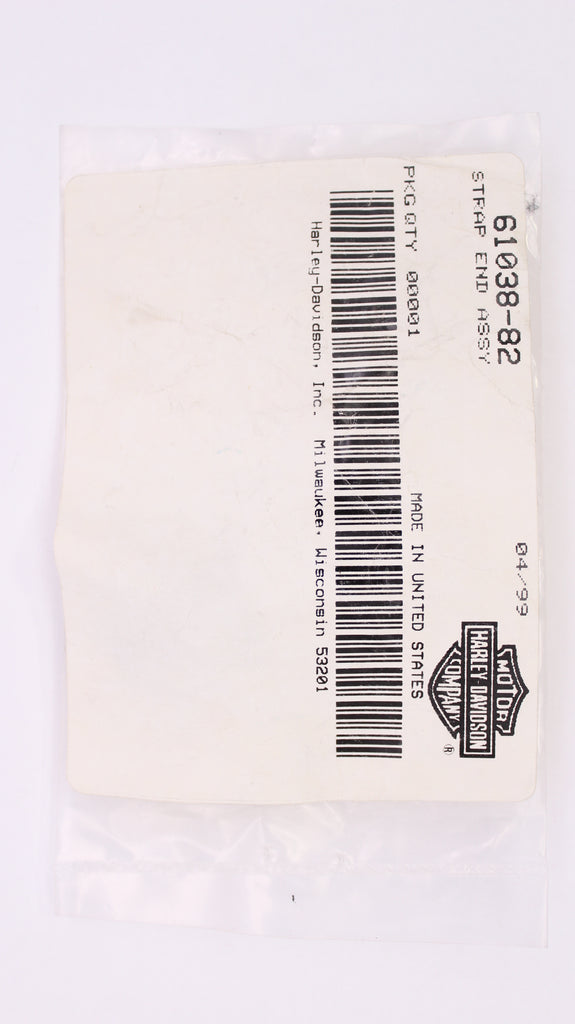 61038-82
04/99
STRAP END ASSY
MOTOR
HARLEY-DAVIDSON
COMPANY
®
PKG QTY 00001
MADE IN UNITED STATES
Harley-Davidson, Inc. Milwaukee, Wisconsin 53201